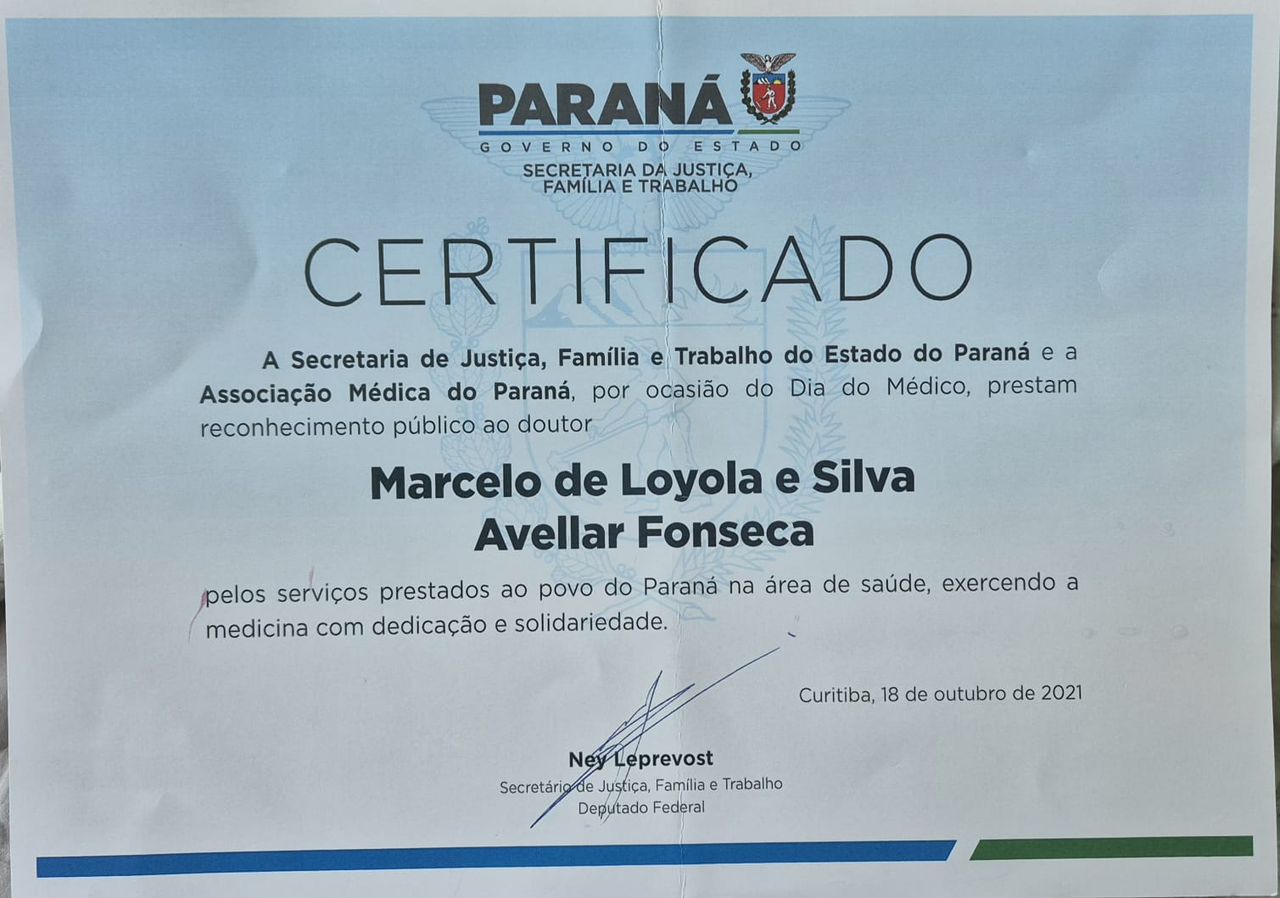 PARANÁ
GOVERNO DO ESTADO
SECRETARIA DA JUSTIÇA,
FAMÍLIA E TRABALHO
CERTIFICADO
A Secretaria de Justiça, Família e Trabalho do Estado do Paraná e a
Associação Médica do Paraná, por ocasião do Dia do Médico, prestam
reconhecimento público ao doutor
Marcelo de Loyola e Silva
Avellar Fonseca
pelos serviços prestados ao povo do Paraná na área de saúde, exercendo a
medicina com dedicação e solidariedade.
Curitiba, 18 de outubro de 2021
Ney Leprevost
Secretário de Justiça, Família e Trabalho
Deputado Federal